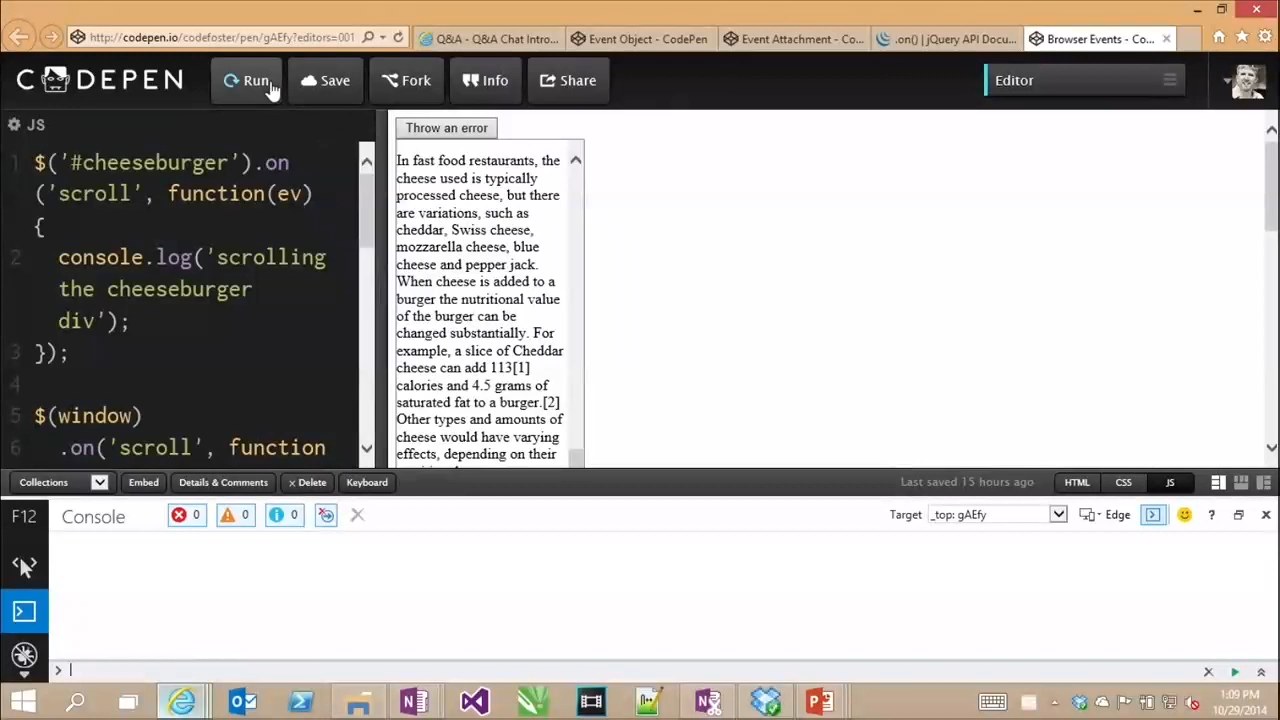 http://codepen.io/codefoster/pen/gAEfy?editors=001
Q&A - Q&A Chat Intro...
Event Object - CodePen
Event Attachment - Co...
.on() | jQuery API Docu...
Browser Events - Co...
CODEPEN
Run
Save
Fork
Info
Share
Editor
JS
1 $('#cheeseburger').on
('scroll', function(ev)
{
2 console.log('scrolling
the cheeseburger
div');
3 });
4
5 $(window)
6 .on('scroll', function
Throw an error
In fast food restaurants, the
cheese used is typically
processed cheese, but there
are variations, such as
cheddar, Swiss cheese,
mozzarella cheese, blue
cheese and pepper jack.
When cheese is added to a
burger the nutritional value
of the burger can be
changed substantially. For
example, a slice of Cheddar
cheese can add 113[1]
calories and 4.5 grams of
saturated fat to a burger.[2]
Other types and amounts of
cheese would have varying
effects, depending on their
Collections
Embed
Details & Comments
× Delete
Keyboard
Last saved 15 hours ago
HTML
CSS
JS
F12
Console
0
0
0
Target
_top: gAEfy
Edge
?
>
1:09 PM
10/29/2014